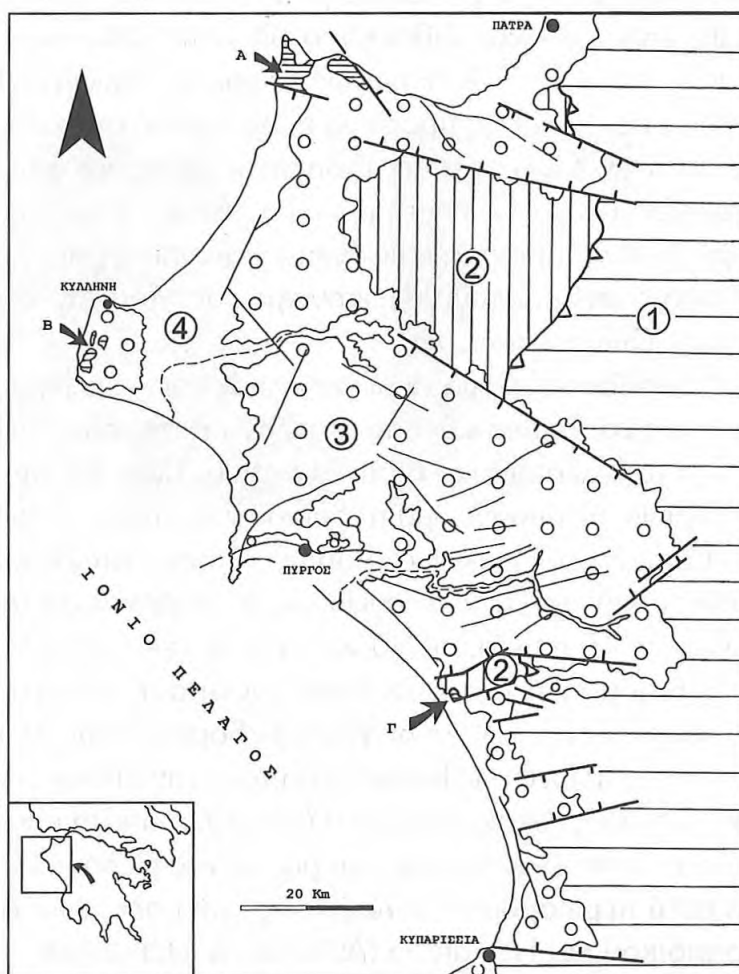 ΠΑΤΡΑ
Α
②
①
ΚΥΛΛΗΝΗ
Β
④
③
ΠΥΡΓΟΣ
ΙΟΝΙΟ
ΠΕΛΑΓΟΣ
②
Γ
20 Km
ΚΥΠΑΡΙΣΣΙΑ